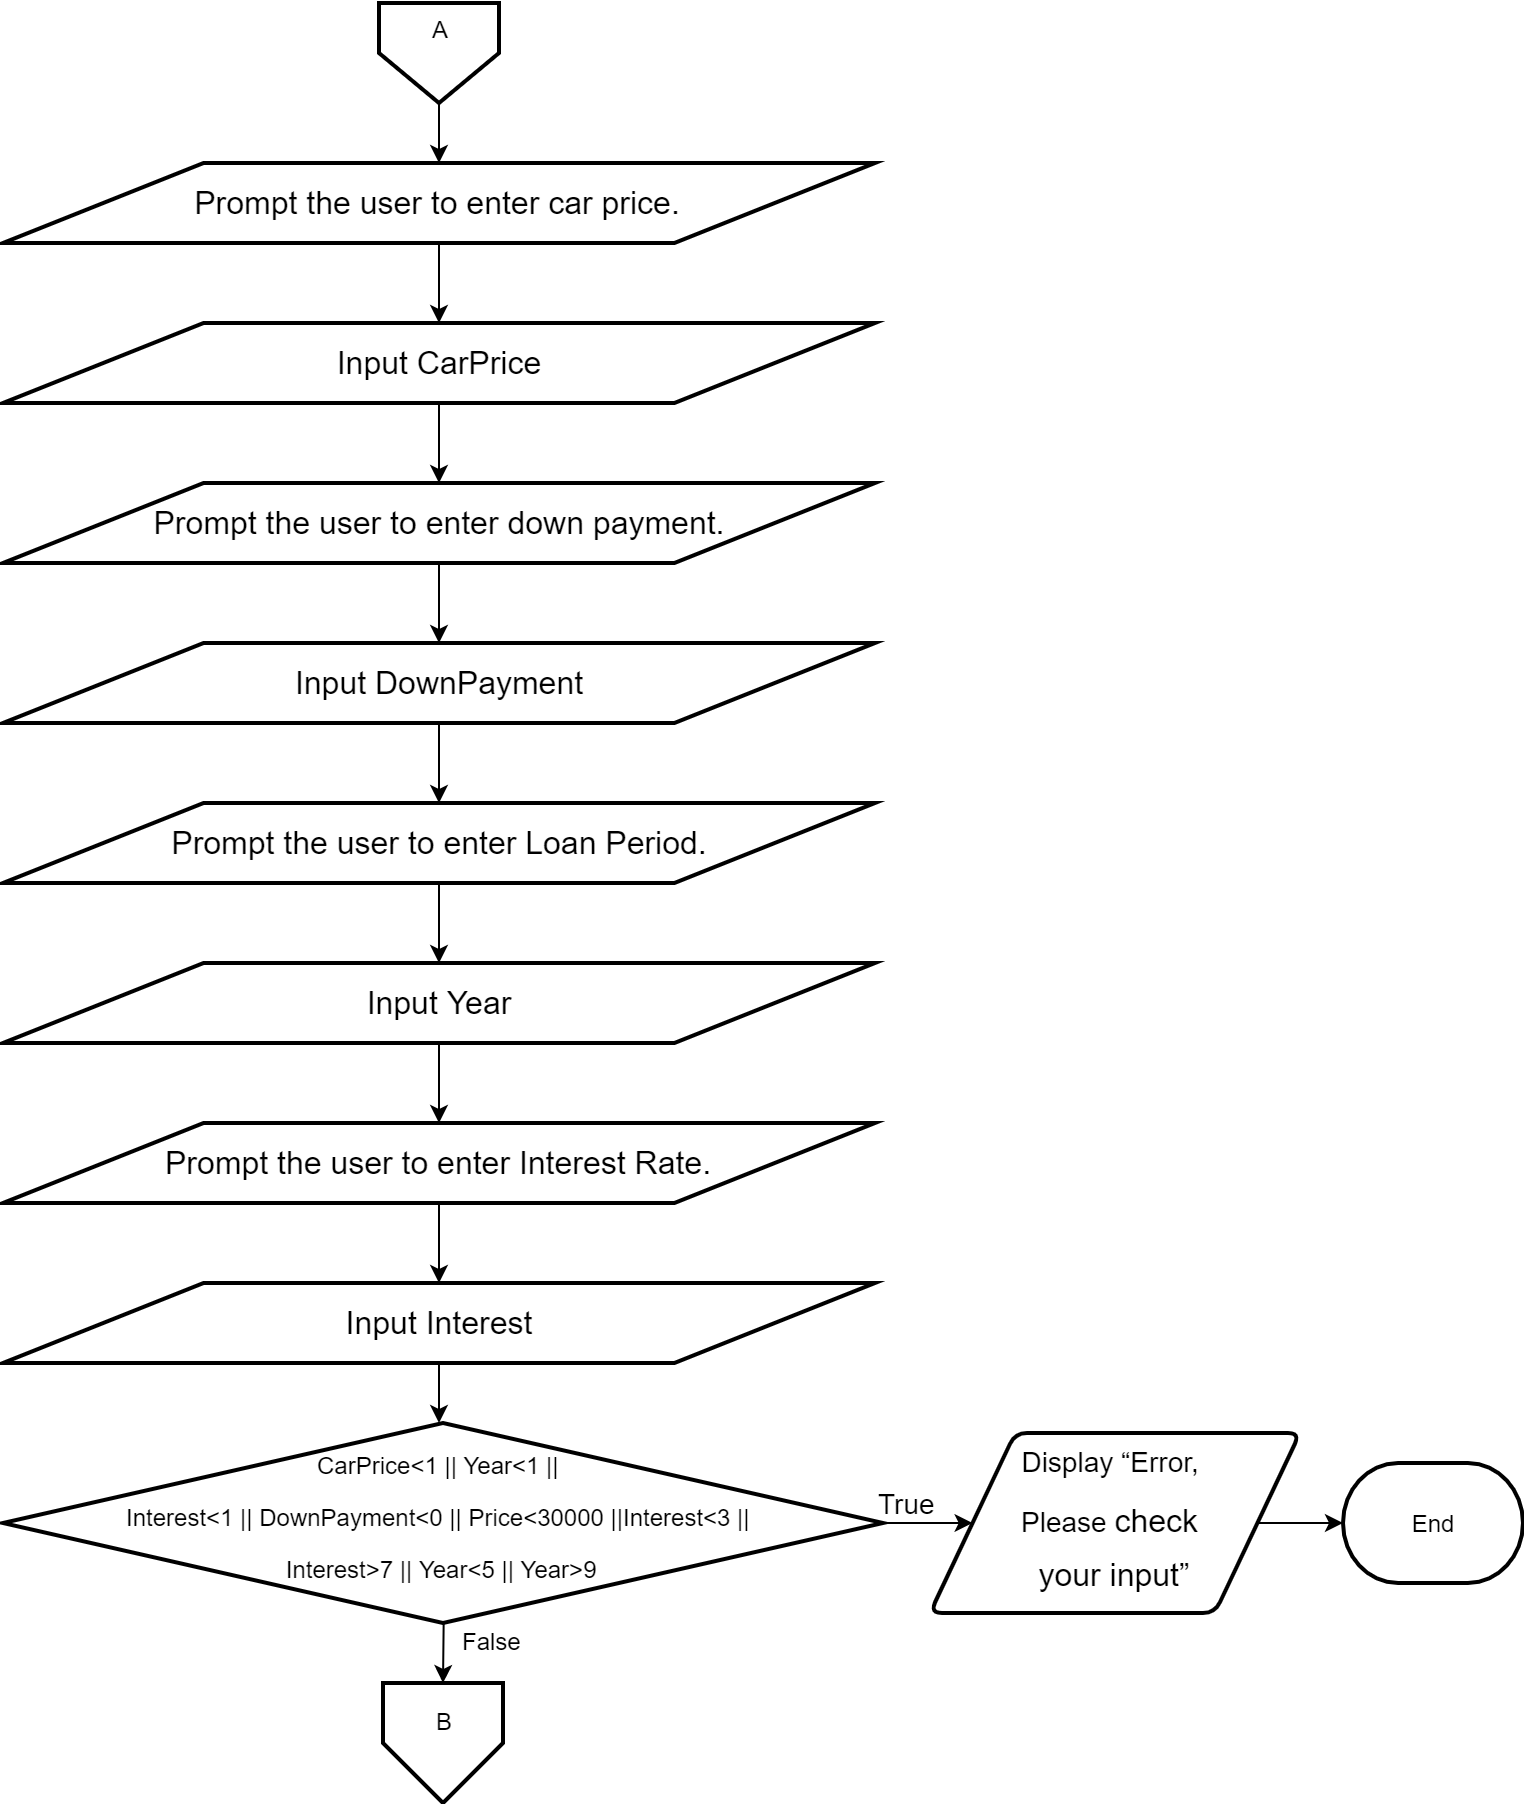 A
Prompt the user to enter car price.
Input CarPrice
Prompt the user to enter down payment.
Input DownPayment
Prompt the user to enter Loan Period.
Input Year
Prompt the user to enter Interest Rate.
Input Interest
CarPrice<1 || Year<1 ||
Interest<1 || DownPayment<0 || Price<30000 ||Interest<3 ||
Interest>7 || Year<5 || Year>9
True
Display “Error,
Please check
your input”
End
False
B